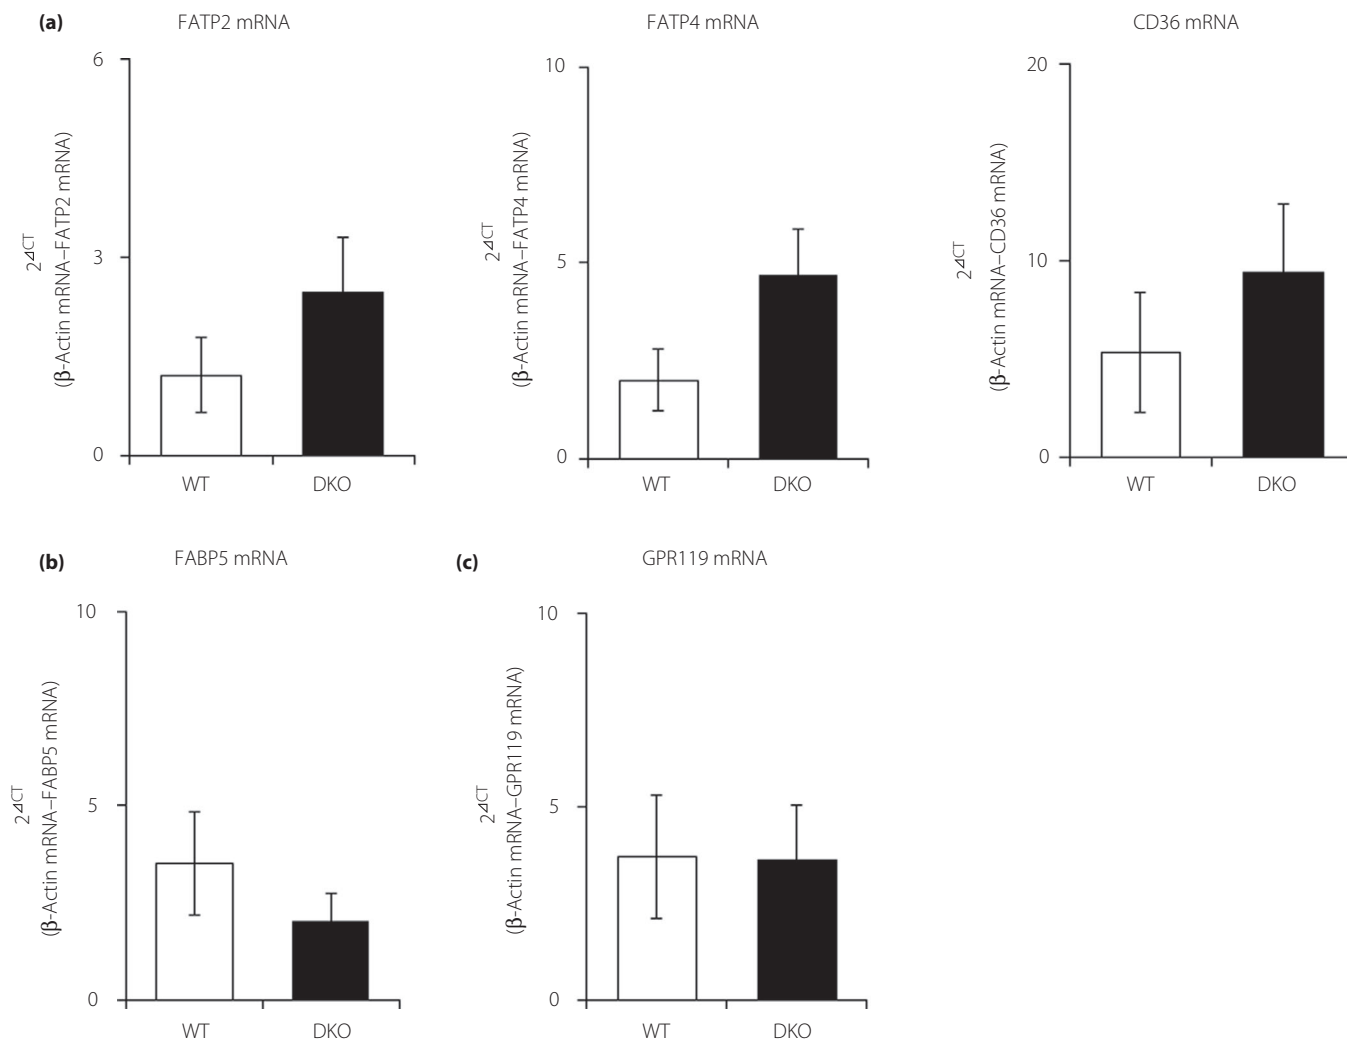 (a)
FATP2 mRNA
6
3
0
2ΔCT
(β-Actin mRNA–FATP2 mRNA)
WT DKO
FATP4 mRNA
10
5
0
2ΔCT
(β-Actin mRNA–FATP4 mRNA)
WT DKO
CD36 mRNA
20
10
0
2ΔCT
(β-Actin mRNA–CD36 mRNA)
WT DKO
(b)
FABP5 mRNA
10
5
0
2ΔCT
(β-Actin mRNA–FABP5 mRNA)
WT DKO
(c)
GPR119 mRNA
10
5
0
2ΔCT
(β-Actin mRNA–GPR119 mRNA)
WT DKO